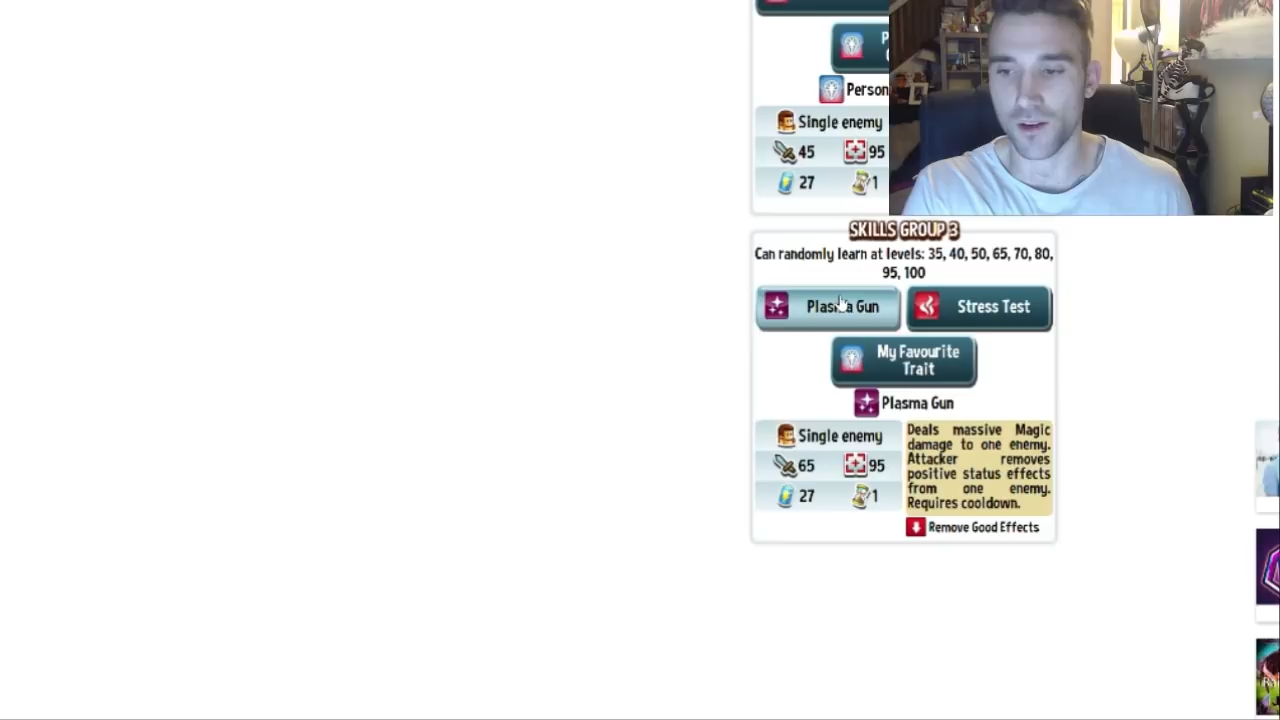 Person
Single enemy
45 95
27 1
SKILLS GROUP 3
Can randomly learn at levels: 35, 40, 50, 65, 70, 80,
95, 100
Plasma Gun
Stress Test
My Favourite
Trait
Plasma Gun
Single enemy
65 95
27 1
Deals massive Magic
damage to one enemy.
Attacker removes
positive status effects
from one enemy.
Requires cooldown.
Remove Good Effects